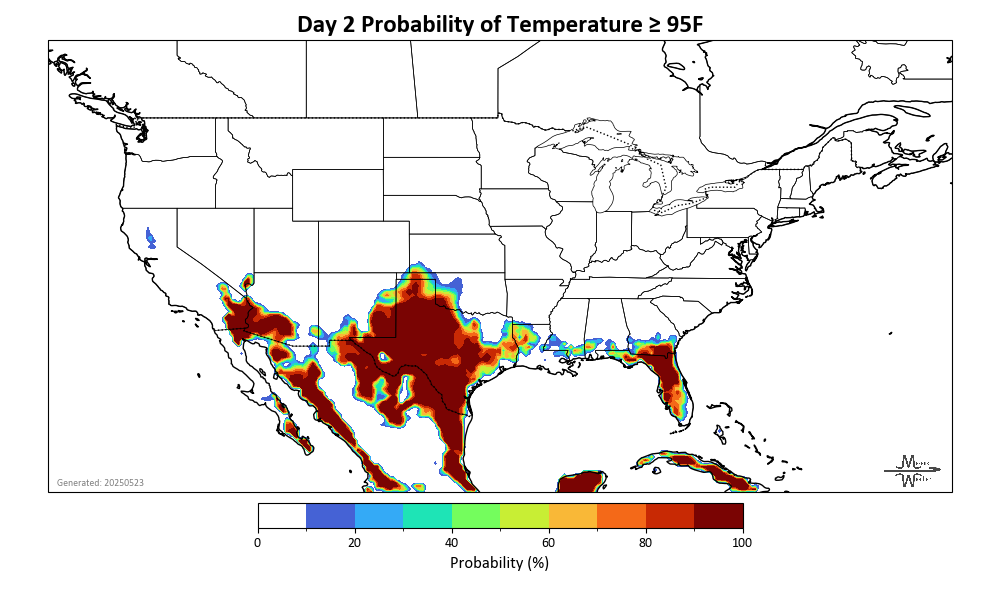 Day 2 Probability of Temperature ≥ 95F
Generated: 20250523
0 20 40 60 80 100
Probability (%)